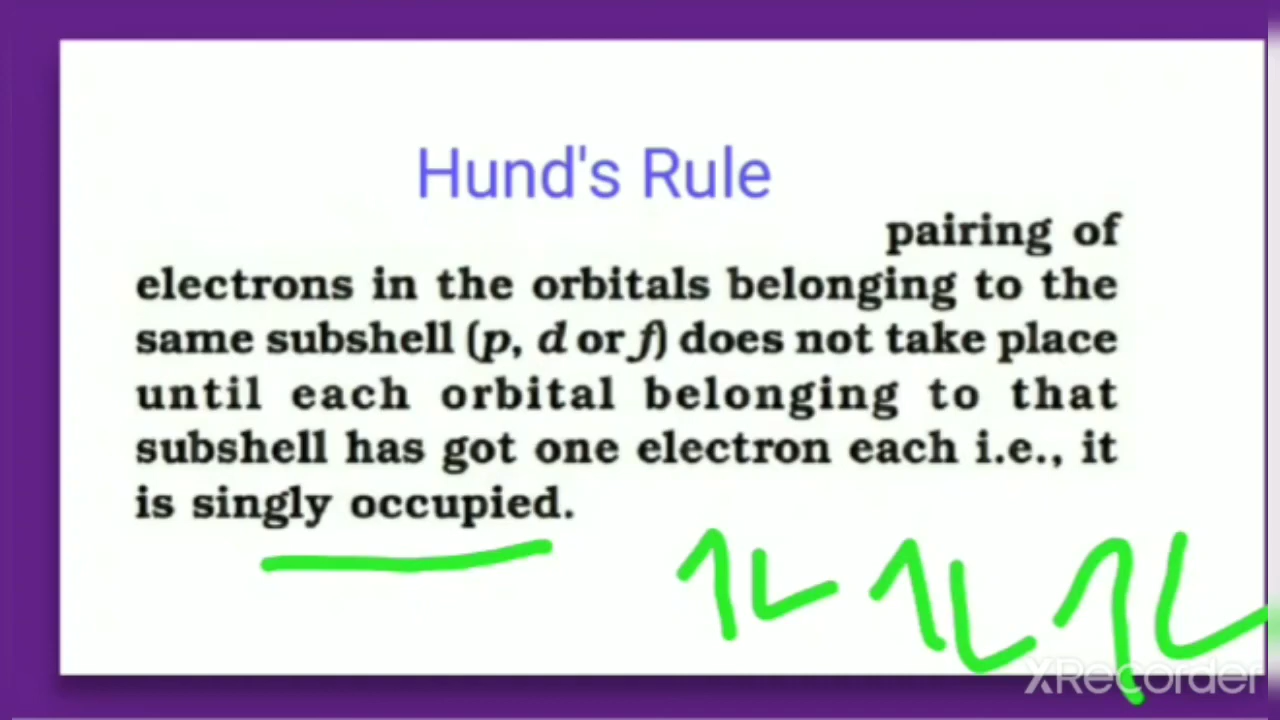 Hund's Rule
pairing of
electrons in the orbitals belonging to the
same subshell (p, d or f) does not take place
until each orbital belonging to that
subshell has got one electron each i.e., it
is singly occupied.
XRecorder